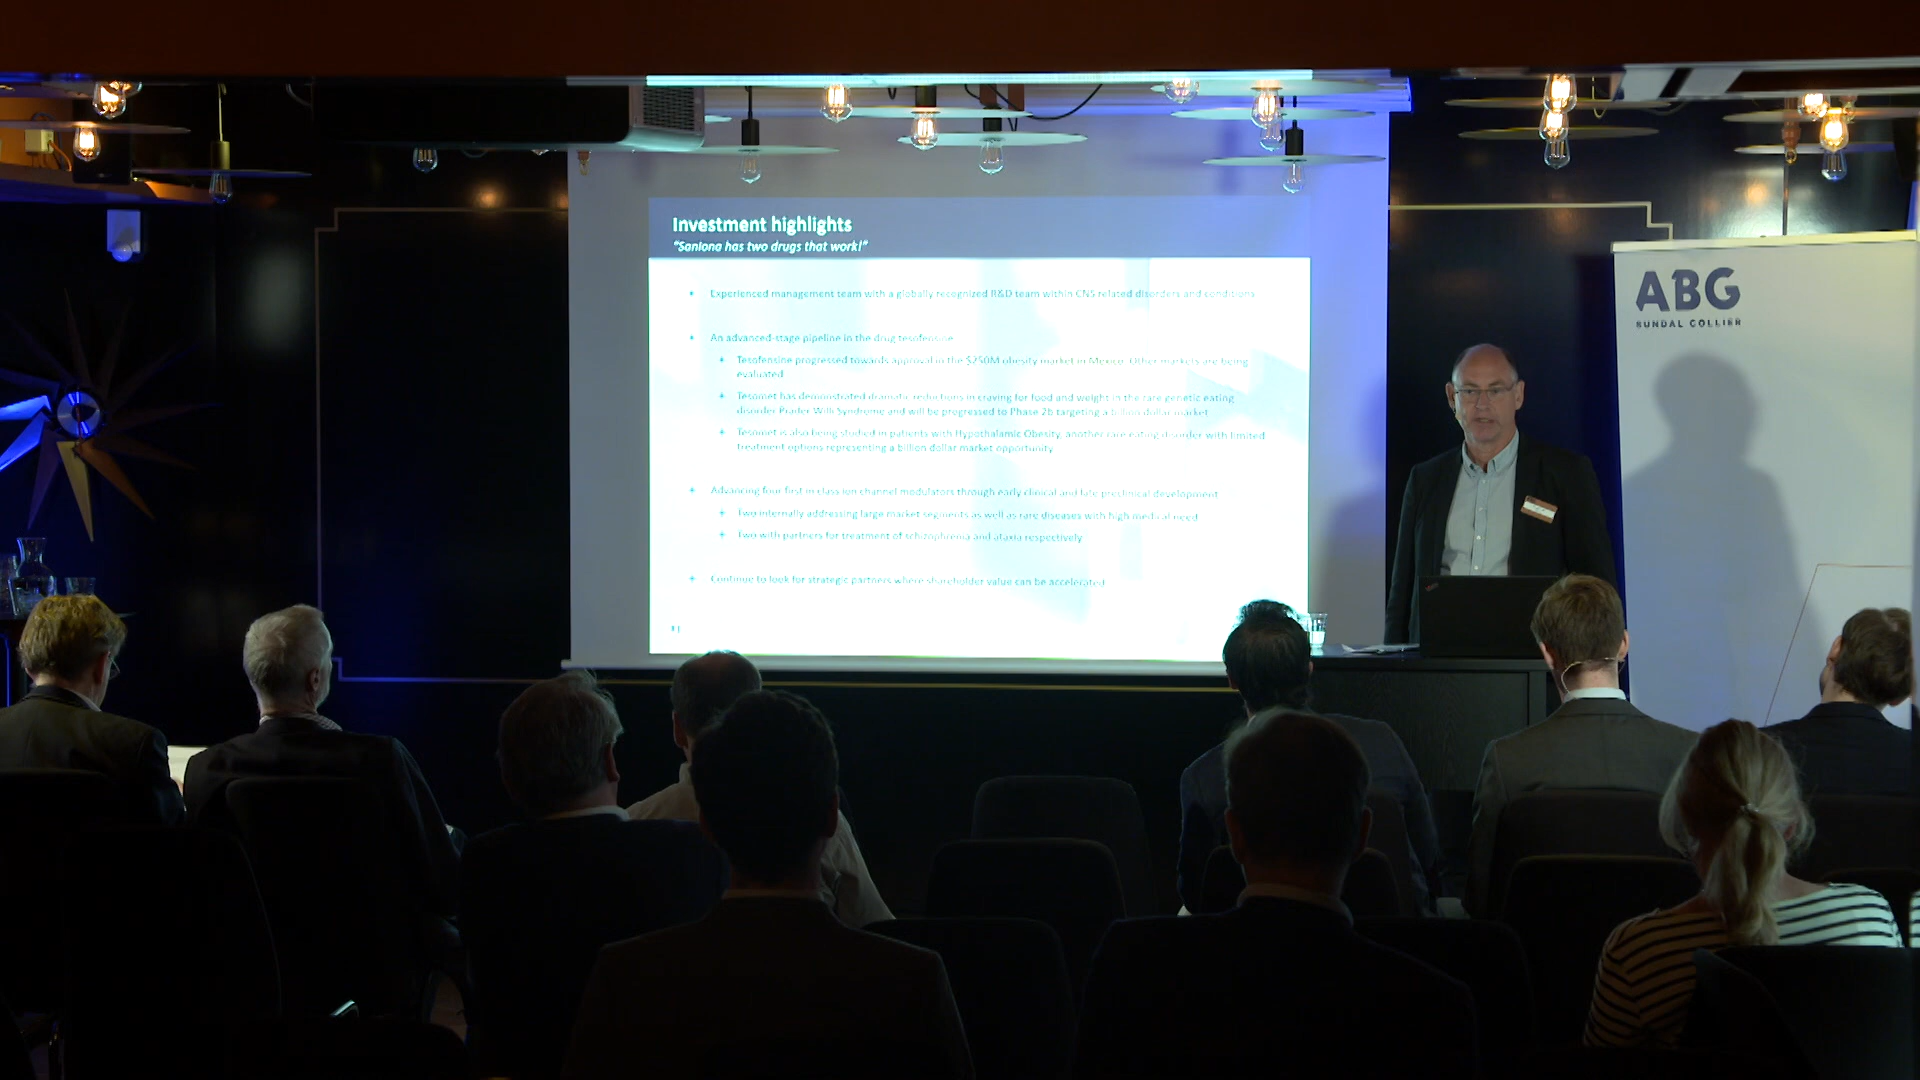 Investment highlights
"Saniona has two drugs that work!"
Experienced management team with a globally recognized R&D team within CNS related disorders and conditions
An advanced-stage pipeline in the drug tesofensine
Tesofensine progressed towards approval in the $250M obesity market in Mexico. Other markets are being
evaluated
Tesomet has demonstrated dramatic reductions in craving for food and weight in the rare genetic eating
disorder Prader Willi Syndrome and will be progressed to Phase 2b targeting a billion dollar market
Tesomet is also being studied in patients with Hypothalamic Obesity, another rare eating disorder with limited
treatment options representing a billion dollar market opportunity
Advancing four first in class ion channel modulators through early clinical and late preclinical development
Two internally addressing large market segments as well as rare diseases with high medical need
Two with partners for treatment of schizophrenia and ataxia respectively
Continue to look for strategic partners where shareholder value can be accelerated
ABG
SUNDAL COLLIER